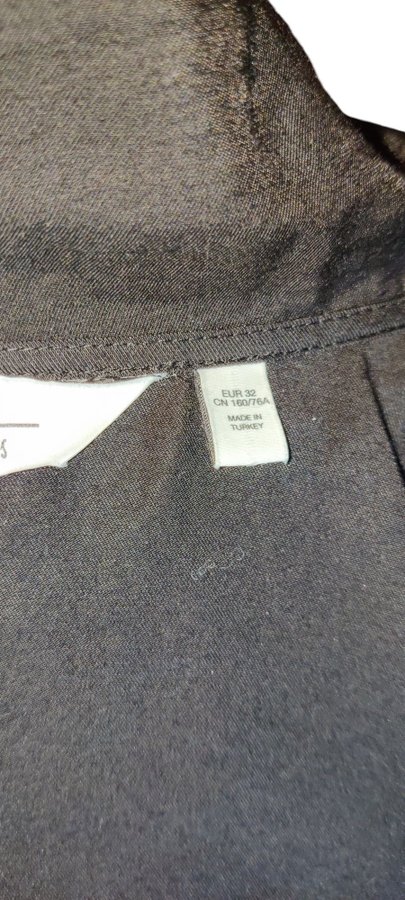 EUR 32
CN 160/76A
MADE IN
TURKEY